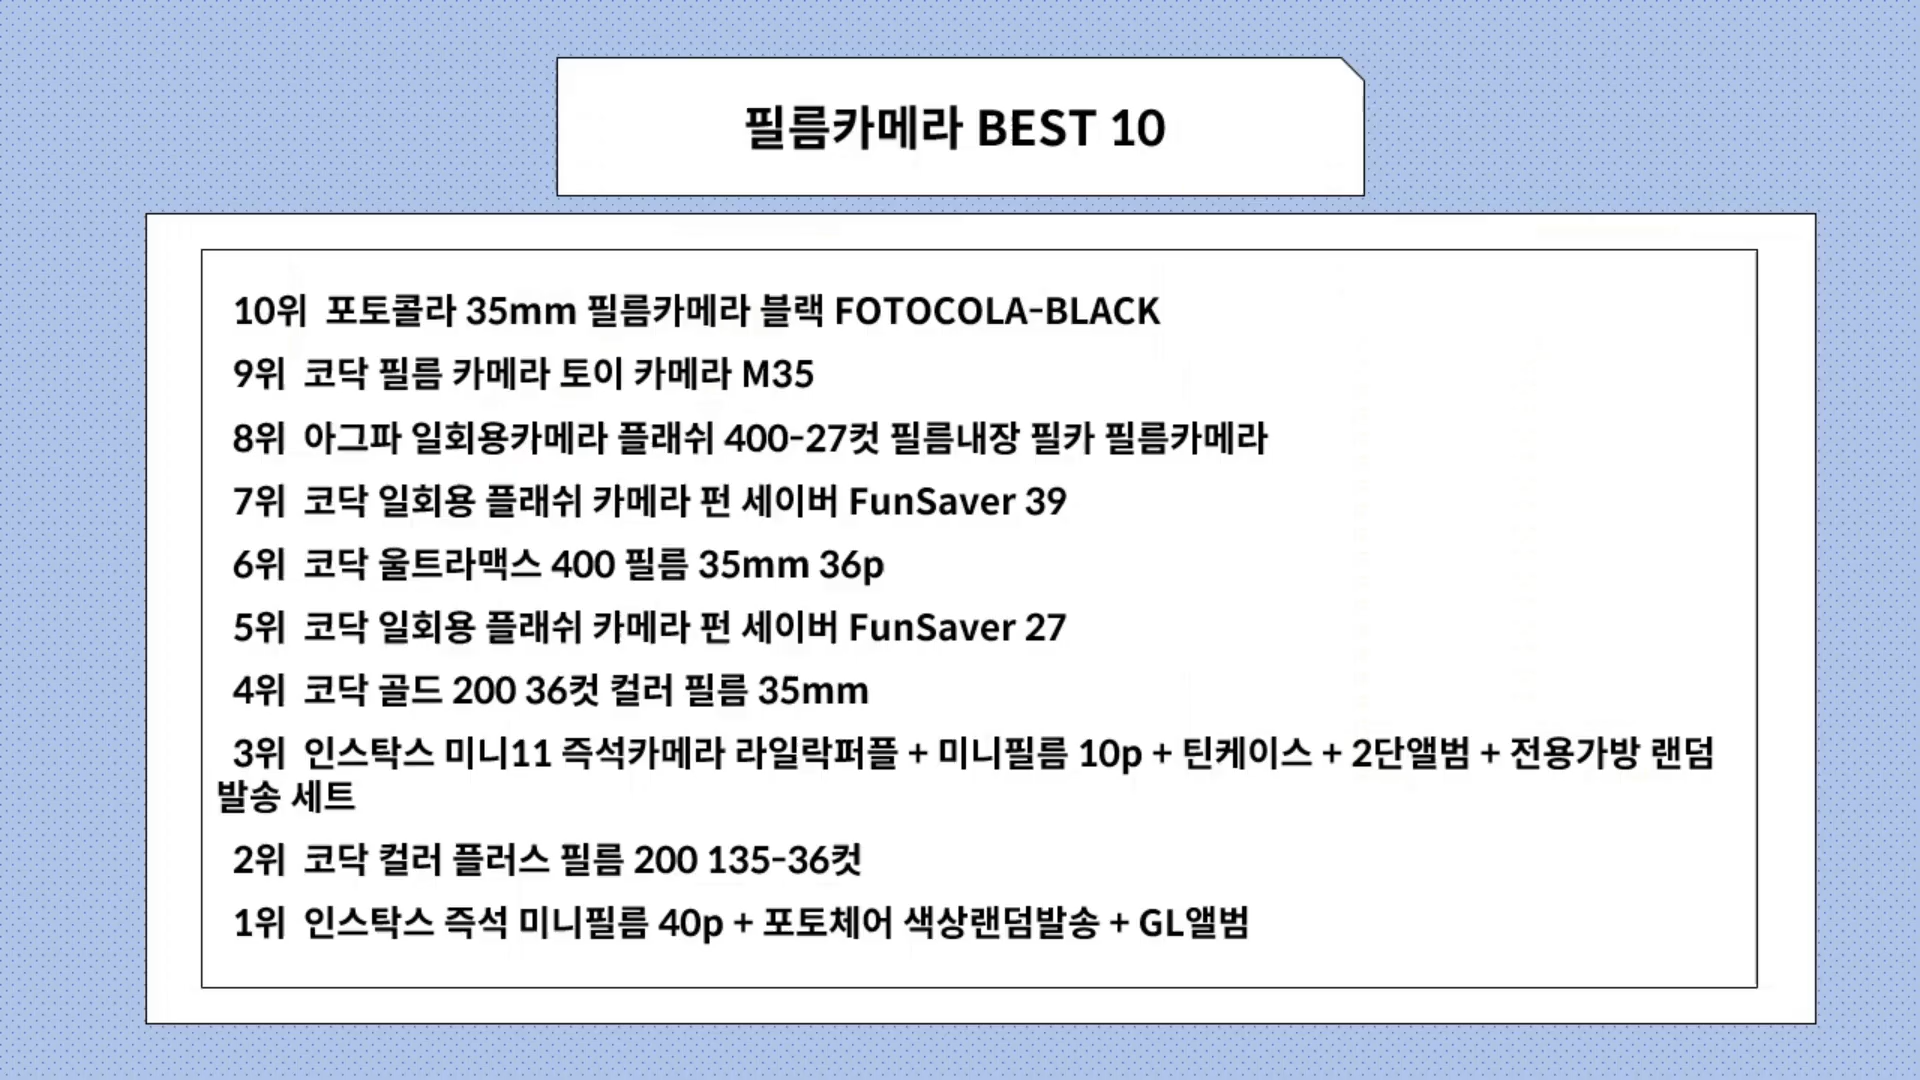 필름카메라 BEST 10
10위 포토콜라 35mm 필름카메라 블랙 FOTOCOLA-BLACK
9위 코닥 필름 카메라 토이 카메라 M35
8위 아그파 일회용카메라 플래쉬 400-27컷 필름내장 필카 필름카메라
7위 코닥 일회용 플래쉬 카메라 펀 세이버 FunSaver 39
6위 코닥 울트라맥스 400 필름 35mm 36p
5위 코닥 일회용 플래쉬 카메라 펀 세이버 FunSaver 27
4위 코닥 골드 200 36컷 컬러 필름 35mm
3위 인스탁스 미니11 즉석카메라 라일락퍼플 + 미니필름 10p + 틴케이스 + 2단앨범 + 전용가방 랜덤
발송 세트
2위 코닥 컬러 플러스 필름 200 135-36컷
1위 인스탁스 즉석 미니필름 40p + 포토체어 색상랜덤발송 + GL앨범